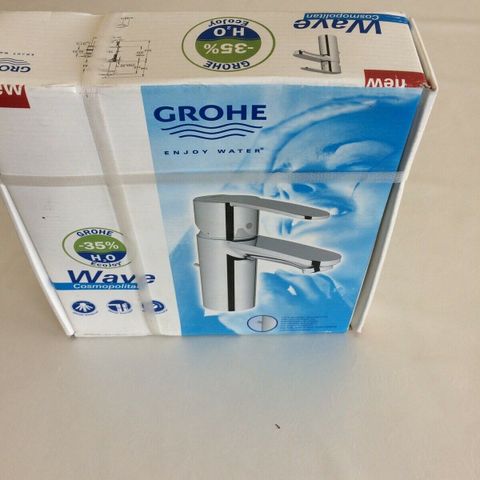 Wave
Cosmopolitan
GROHE
-35%
H₂O
EcoJoy
new
GROHE
ENJOY WATER®
GROHE
-35%
H₂O
EcoJoy
Wave
Cosmopolitan